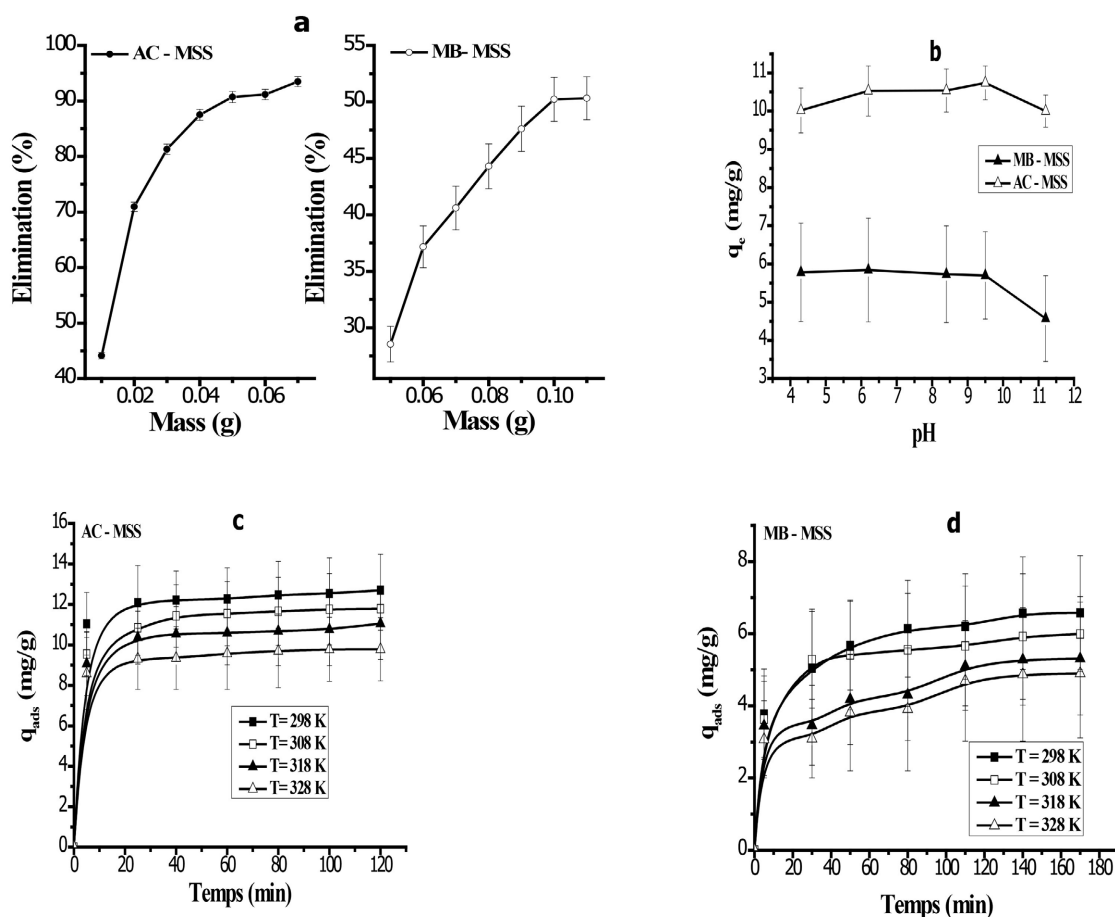 a
AC - MSS
100
90
80
70
60
50
40
Elimination (%)
0.02 0.04 0.06
Mass (g)
MB- MSS
55
50
45
40
35
30
Elimination (%)
0.06 0.08 0.10
Mass (g)
b
11
10
9
8
7
6
5
4
3
qe (mg/g)
MB - MSS
AC - MSS
4 5 6 7 8 9 10 11 12
pH
c
AC - MSS
16
14
12
10
8
6
4
2
0
qads (mg/g)
T= 298 K
T= 308 K
T= 318 K
T= 328 K
0 20 40 60 80 100 120
Temps (min)
d
MB - MSS
8
6
4
2
0
qads (mg/g)
T = 298 K
T = 308 K
T = 318 K
T = 328 K
0 20 40 60 80 100 120 140 160 180
Temps (min)